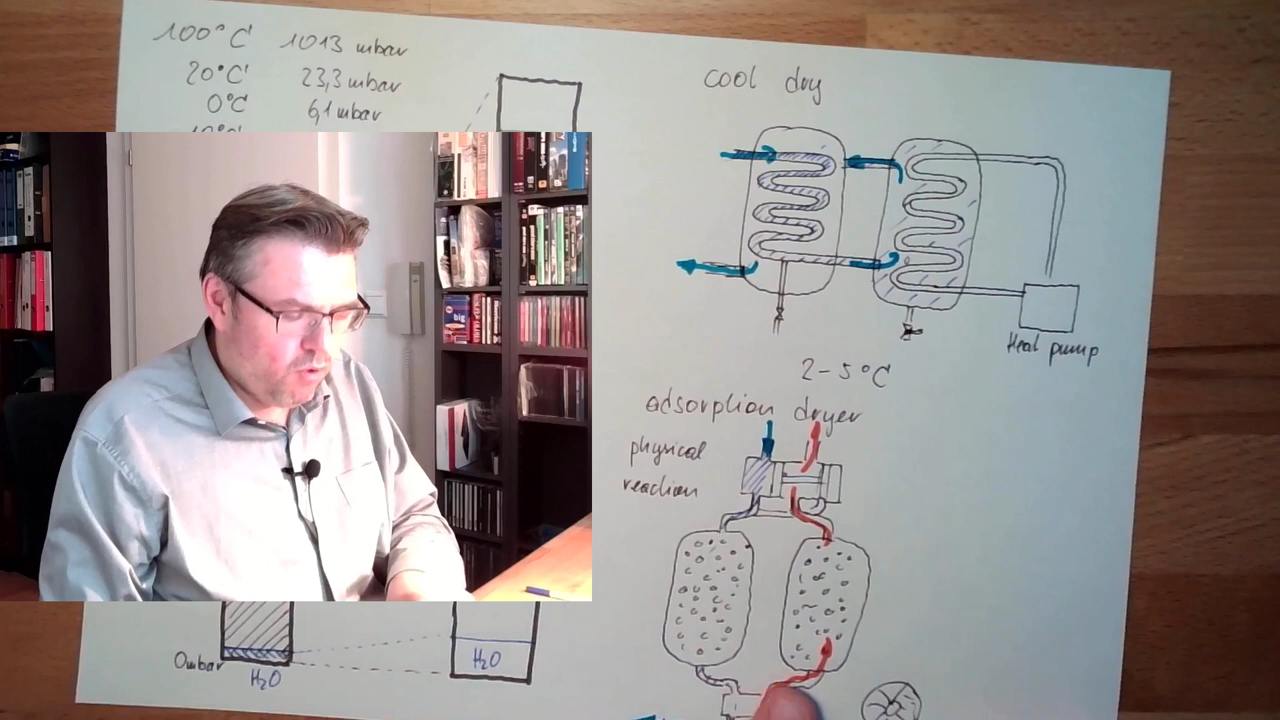 100°C 1013 mbar
20°C 23,3 mbar
0°C 6,1 mbar
cool dry
Heat pump
2-5°C
adsorption dryer
physical
reaction
0mbar
H₂O
H₂O
big